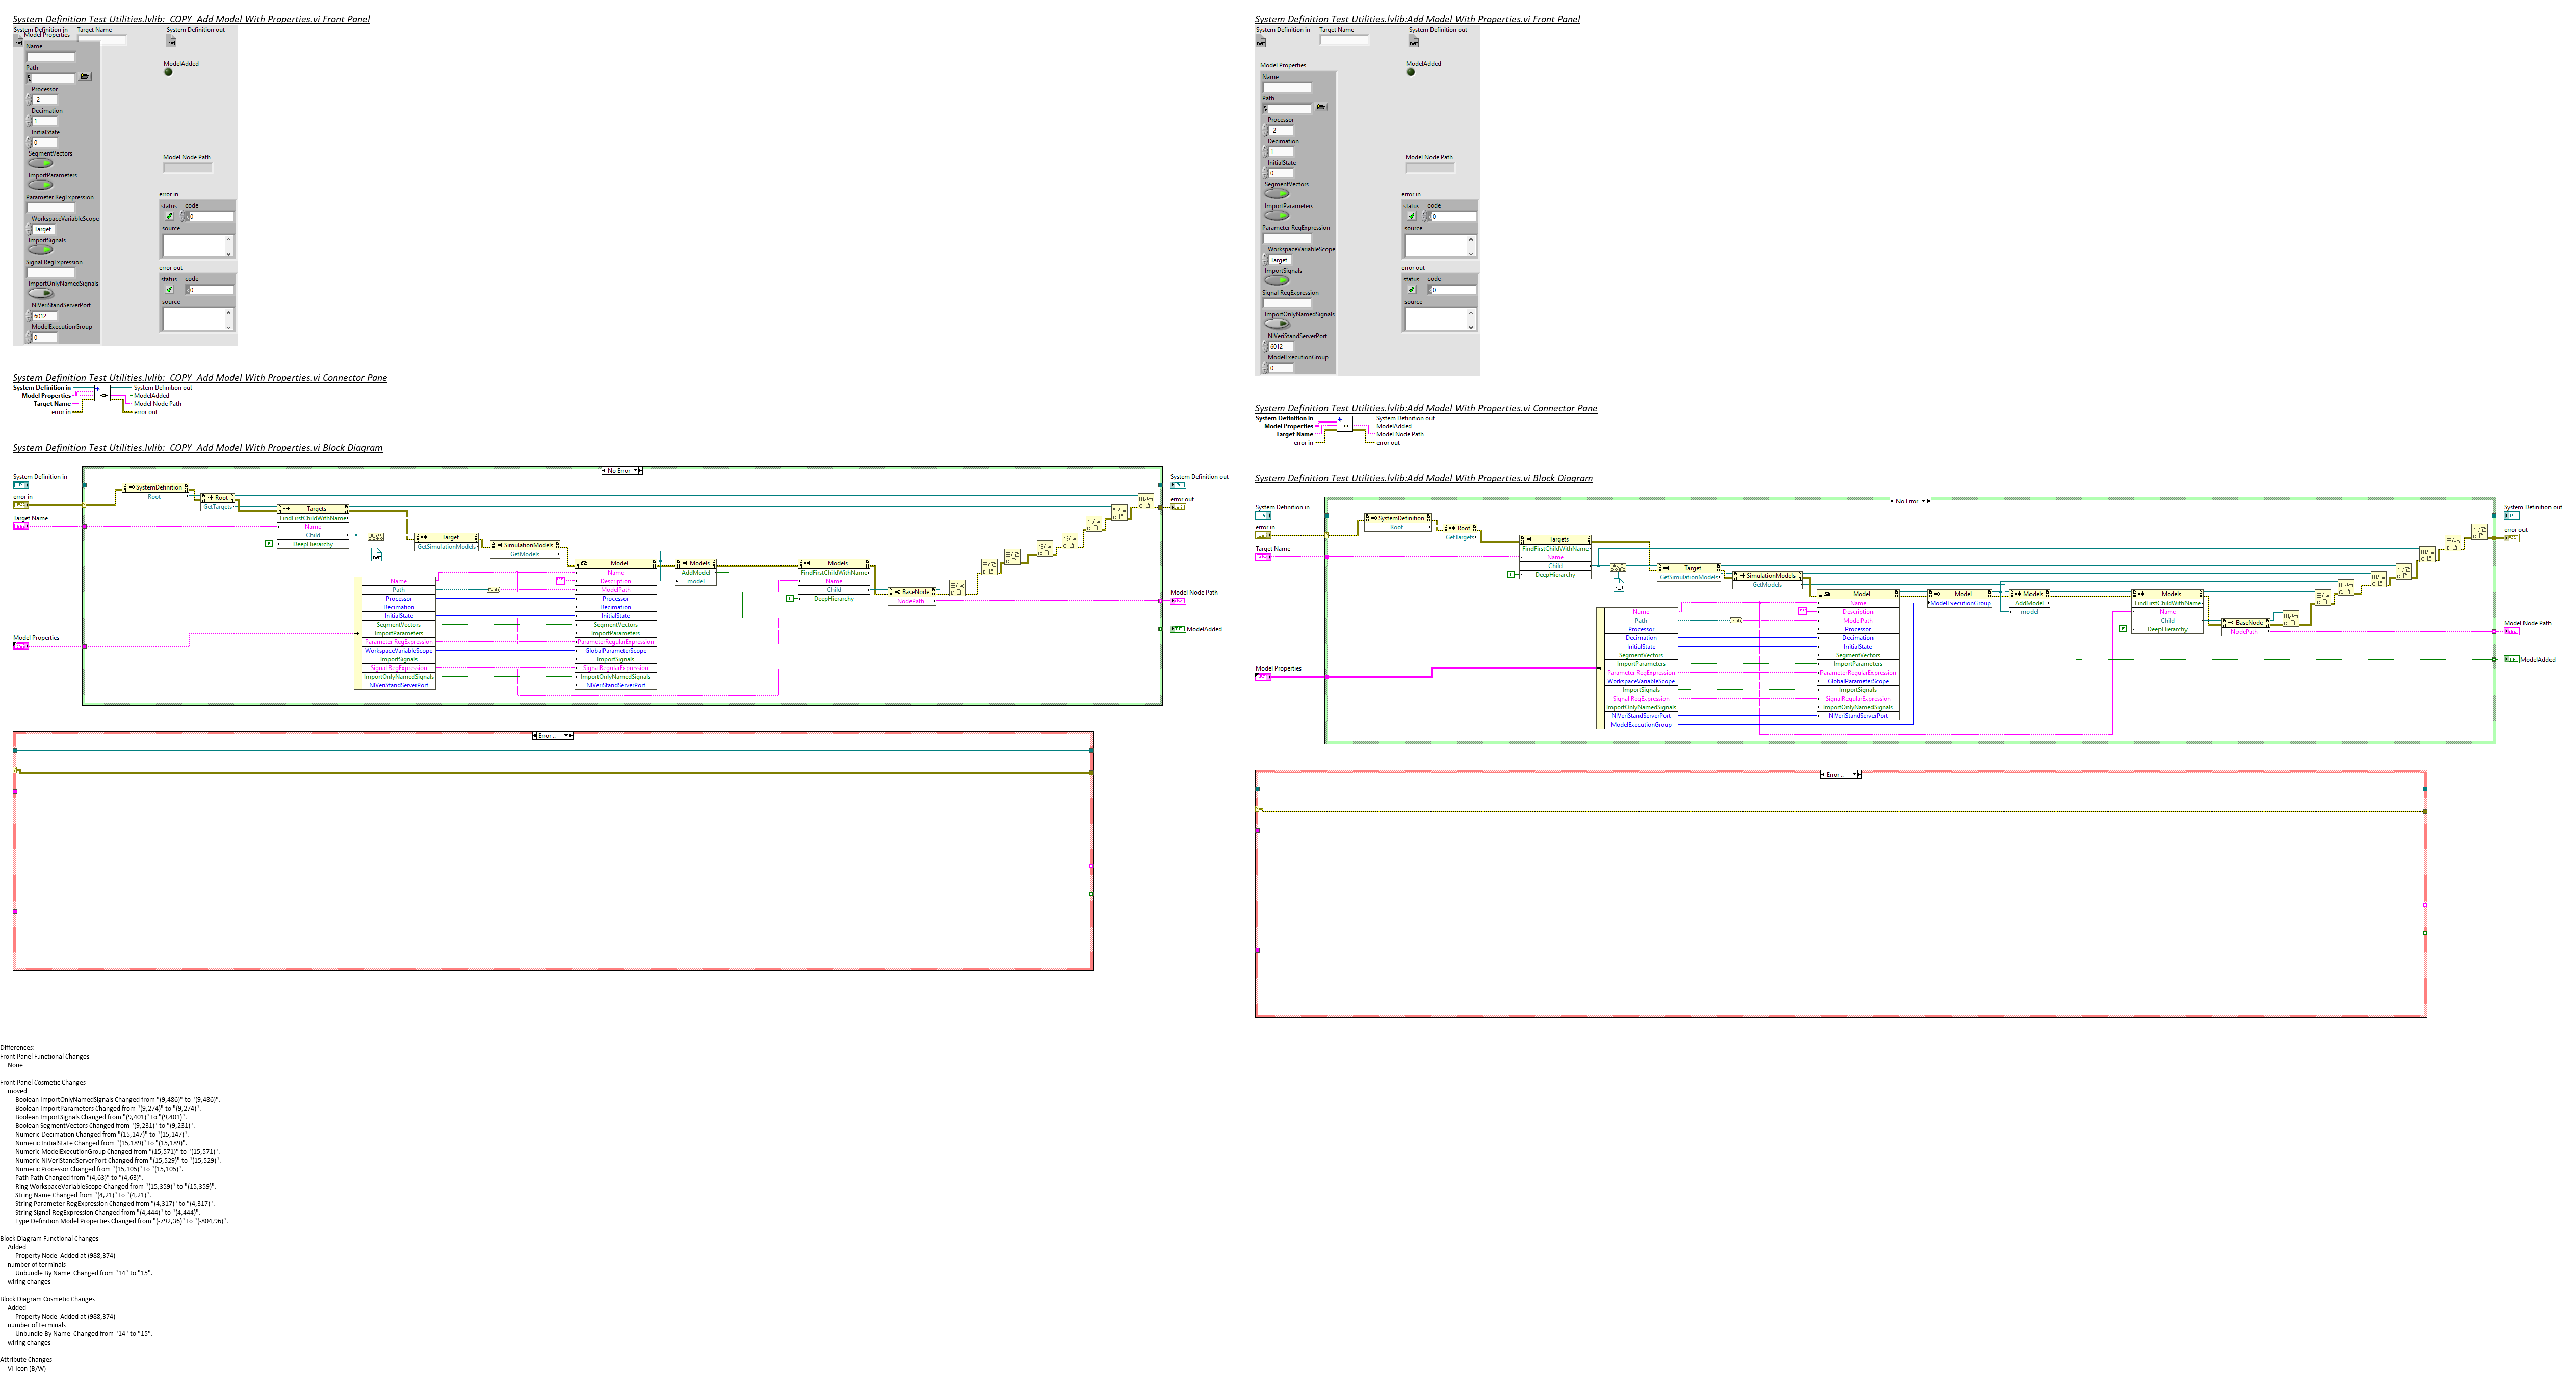 System Definition Test Utilities.lvlib:_COPY_Add Model With Properties.vi Front Panel
System Definition in
Target Name
System Definition out
Model Properties
Name
Path
ModelAdded
Processor
-2
Decimation
1
InitialState
0
SegmentVectors
Model Node Path
ImportParameters
Parameter RegExpression
error in
status code
0
source
WorkspaceVariableScope
Target
ImportSignals
Signal RegExpression
error out
status code
0
source
ImportOnlyNamedSignals
NIVeriStandServerPort
6012
ModelExecutionGroup
0
System Definition Test Utilities.lvlib:_COPY_Add Model With Properties.vi Connector Pane
System Definition in
System Definition out
Model Properties
ModelAdded
Target Name
Model Node Path
error in
error out
System Definition Test Utilities.lvlib:_COPY_Add Model With Properties.vi Block Diagram
No Error
System Definition in
System Definition out
error in
error out
Target Name
SystemDefinition
Root
Root
GetTargets
Targets
FindFirstChildWithName
Name
Child
DeepHierarchy
F
.net
Target
GetSimulationModels
SimulationModels
GetModels
Name
Path
Processor
Decimation
InitialState
SegmentVectors
ImportParameters
Parameter RegExpression
WorkspaceVariableScope
ImportSignals
Signal RegExpression
ImportOnlyNamedSignals
NIVeriStandServerPort
Model
Name
Description
ModelPath
Processor
Decimation
InitialState
SegmentVectors
ImportParameters
ParameterRegularExpression
GlobalParameterScope
ImportSignals
SignalRegularExpression
ImportOnlyNamedSignals
NIVeriStandServerPort
Models
AddModel
model
Models
FindFirstChildWithName
Name
Child
DeepHierarchy
F
BaseNode
NodePath
Model Properties
Model Node Path
ModelAdded
Error
System Definition Test Utilities.lvlib:Add Model With Properties.vi Front Panel
System Definition in
Target Name
System Definition out
ModelAdded
Model Properties
Name
Path
Processor
-2
Decimation
1
InitialState
0
SegmentVectors
ImportParameters
Parameter RegExpression
WorkspaceVariableScope
Target
ImportSignals
Signal RegExpression
ImportOnlyNamedSignals
NIVeriStandServerPort
6012
ModelExecutionGroup
0
Model Node Path
error in
status code
0
source
error out
status code
0
source
System Definition Test Utilities.lvlib:Add Model With Properties.vi Connector Pane
System Definition in
System Definition out
Model Properties
ModelAdded
Target Name
Model Node Path
error in
error out
System Definition Test Utilities.lvlib:Add Model With Properties.vi Block Diagram
No Error
System Definition in
System Definition out
error in
error out
Target Name
SystemDefinition
Root
Root
GetTargets
Targets
FindFirstChildWithName
Name
Child
DeepHierarchy
F
.net
Target
GetSimulationModels
SimulationModels
GetModels
Name
Path
Processor
Decimation
InitialState
SegmentVectors
ImportParameters
Parameter RegExpression
WorkspaceVariableScope
ImportSignals
Signal RegExpression
ImportOnlyNamedSignals
NIVeriStandServerPort
ModelExecutionGroup
Model
Name
Description
ModelPath
Processor
Decimation
InitialState
SegmentVectors
ImportParameters
ParameterRegularExpression
GlobalParameterScope
ImportSignals
SignalRegularExpression
ImportOnlyNamedSignals
NIVeriStandServerPort
Model
ModelExecutionGroup
Models
AddModel
model
Models
FindFirstChildWithName
Name
Child
DeepHierarchy
F
BaseNode
NodePath
Model Properties
Model Node Path
ModelAdded
Error
Differences:
Front Panel Functional Changes
None
Front Panel Cosmetic Changes
moved
Boolean ImportOnlyNamedSignals Changed from "(9,486)" to "(9,486)".
Boolean ImportParameters Changed from "(9,274)" to "(9,274)".
Boolean ImportSignals Changed from "(9,401)" to "(9,401)".
Boolean SegmentVectors Changed from "(9,231)" to "(9,231)".
Numeric Decimation Changed from "(15,147)" to "(15,147)".
Numeric InitialState Changed from "(15,189)" to "(15,189)".
Numeric ModelExecutionGroup Changed from "(15,571)" to "(15,571)".
Numeric NIVeriStandServerPort Changed from "(15,529)" to "(15,529)".
Numeric Processor Changed from "(15,105)" to "(15,105)".
Path Path Changed from "(4,63)" to "(4,63)".
Ring WorkspaceVariableScope Changed from "(15,359)" to "(15,359)".
String Name Changed from "(4,21)" to "(4,21)".
String Parameter RegExpression Changed from "(4,317)" to "(4,317)".
String Signal RegExpression Changed from "(4,444)" to "(4,444)".
Type Definition Model Properties Changed from "(-792,36)" to "(-804,96)".
Block Diagram Functional Changes
Added
Property Node Added at (988,374)
number of terminals
Unbundle By Name Changed from "14" to "15".
wiring changes
Block Diagram Cosmetic Changes
Added
Property Node Added at (988,374)
number of terminals
Unbundle By Name Changed from "14" to "15".
wiring changes
Attribute Changes
VI Icon (B/W)